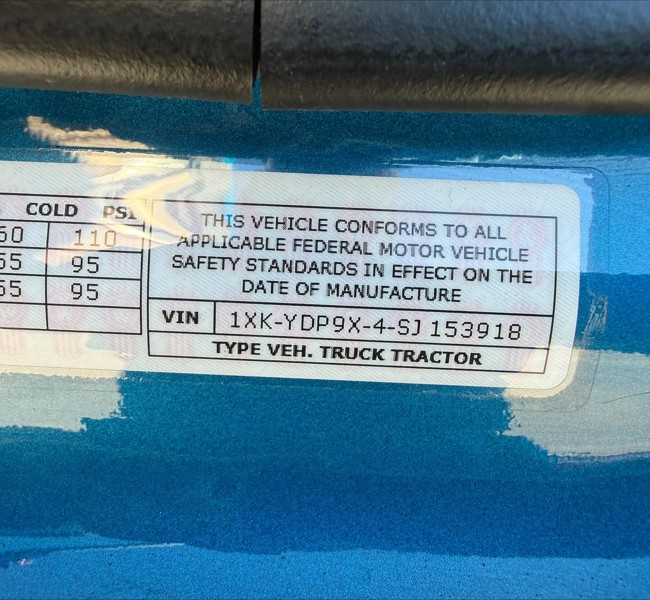 COLD PSI
60 110
55 95
55 95
THIS VEHICLE CONFORMS TO ALL
APPLICABLE FEDERAL MOTOR VEHICLE
SAFETY STANDARDS IN EFFECT ON THE
DATE OF MANUFACTURE
VIN 1XK-YDP9X-4-SJ 153918
TYPE VEH. TRUCK TRACTOR